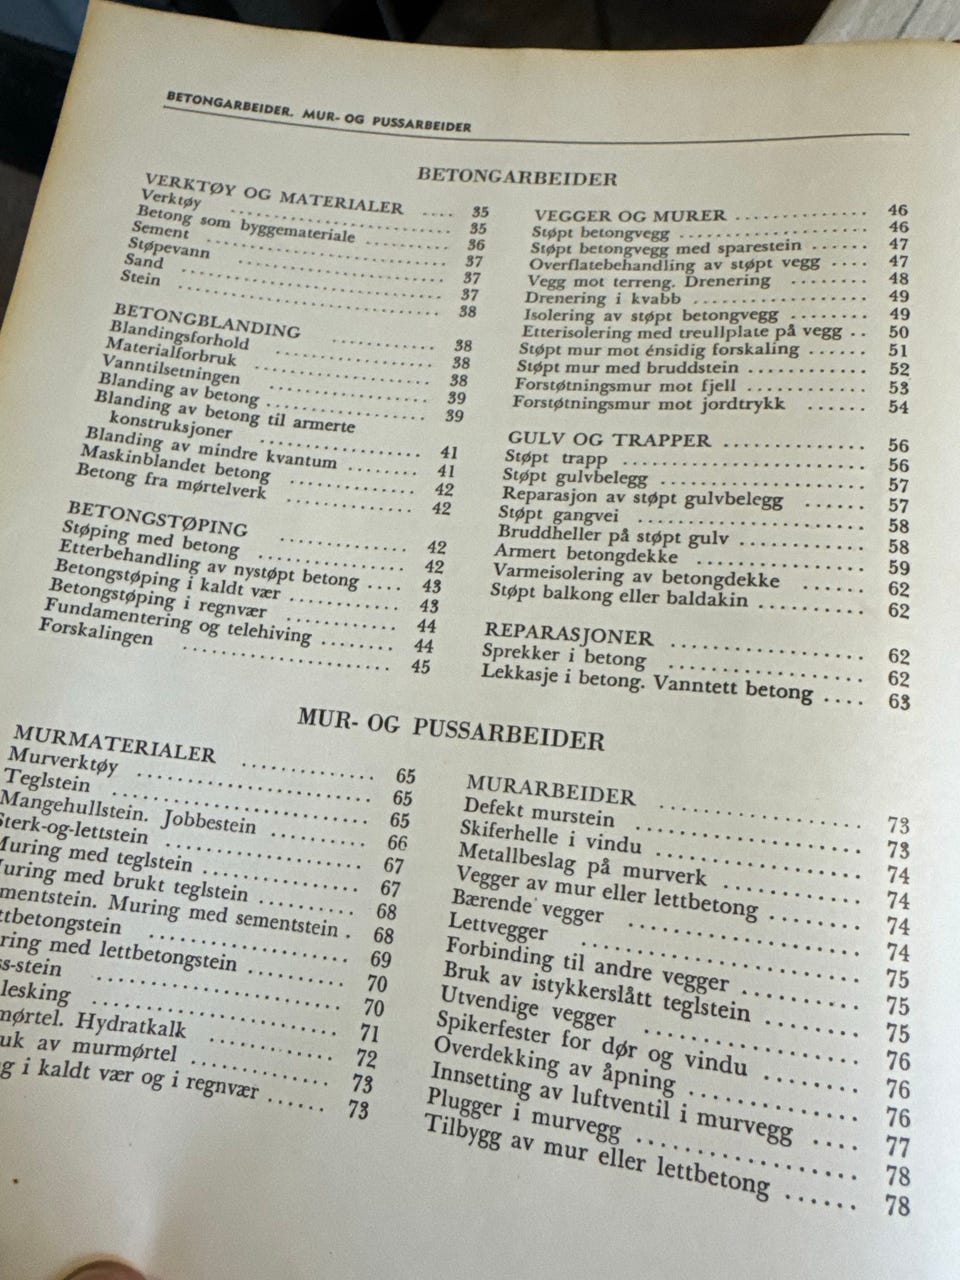 BETONGARBEIDER. MUR- OG PUSSARBEIDER
BETONGARBEIDER
VERKTØY OG MATERIALER .... 35
Verktøy .................... 35
Betong som byggemateriale ......... 36
Sement .................... 37
Støpevann .................... 37
Sand .................... 37
Stein .................... 38
BETONGBLANDING ............ 38
Blandingsforhold ................ 38
Materialforbruk ................ 38
Vanntilsetningen ................ 39
Blanding av betong ................ 39
Blanding av betong til armerte
konstruksjoner ................ 41
Blanding av mindre kvantum ........ 41
Maskinblandet betong ............ 42
Betong fra mørtelverk ............ 42
BETONGSTØPING ............ 42
Støping med betong ............ 42
Etterbehandling av nystøpt betong .... 43
Betongstøping i kaldt vær ............ 43
Betongstøping i regnvær ............ 44
Fundamentering og telehiving ........ 44
Forskalingen .................... 45
VEGGER OG MURER .............. 46
Støpt betongvegg .................. 46
Støpt betongvegg med sparestein ...... 47
Overflatebehandling av støpt vegg .... 47
Vegg mot terreng. Drenering ........ 48
Drenering i kvabb ................ 49
Isolering av støpt betongvegg ........ 49
Etterisolering med treullplate på vegg .. 50
Støpt mur mot énsidig forskaling ...... 51
Støpt mur med bruddstein ............ 52
Forstøtningsmur mot fjell ............ 53
Forstøtningsmur mot jordtrykk ...... 54
GULV OG TRAPPER .............. 56
Støpt trapp .................... 56
Støpt gulvbelegg .................. 57
Reparasjon av støpt gulvbelegg ...... 57
Støpt gangvei .................... 58
Bruddheller på støpt gulv ............ 58
Armert betongdekke .............. 59
Varmeisolering av betongdekke ...... 62
Støpt balkong eller baldakin .......... 62
REPARASJONER .................. 62
Sprekker i betong .................. 62
Lekkasje i betong. Vanntett betong .... 63
MUR- OG PUSSARBEIDER
MURMATERIALER .............. 65
Murverktøy .................... 65
Teglstein .................... 65
Mangehullstein. Jobbestein .......... 66
Sterk-og-lettstein .................. 67
Muring med teglstein .............. 67
Muring med brukt teglstein .......... 68
mentstein. Muring med sementstein . 68
ttbetongstein .................... 69
ring med lettbetongstein .......... 70
s-stein .................... 70
lesking .................... 71
mørtel. Hydratkalk ............ 72
uk av murmørtel .............. 73
g i kaldt vær og i regnvær ...... 73
MURARBEIDER .................. 73
Defekt murstein .................. 73
Skiferhelle i vindu ................ 74
Metallbeslag på murverk ............ 74
Vegger av mur eller lettbetong ........ 74
Bærende vegger .................. 74
Lettvegger .................... 75
Forbinding til andre vegger .......... 75
Bruk av istykkerslått teglstein ........ 75
Utvendige vegger .................. 76
Spikerfester for dør og vindu ........ 76
Overdekking av åpning .............. 76
Innsetting av luftventil i murvegg .... 77
Plugger i murvegg ................ 78
Tilbygg av mur eller lettbetong ...... 78